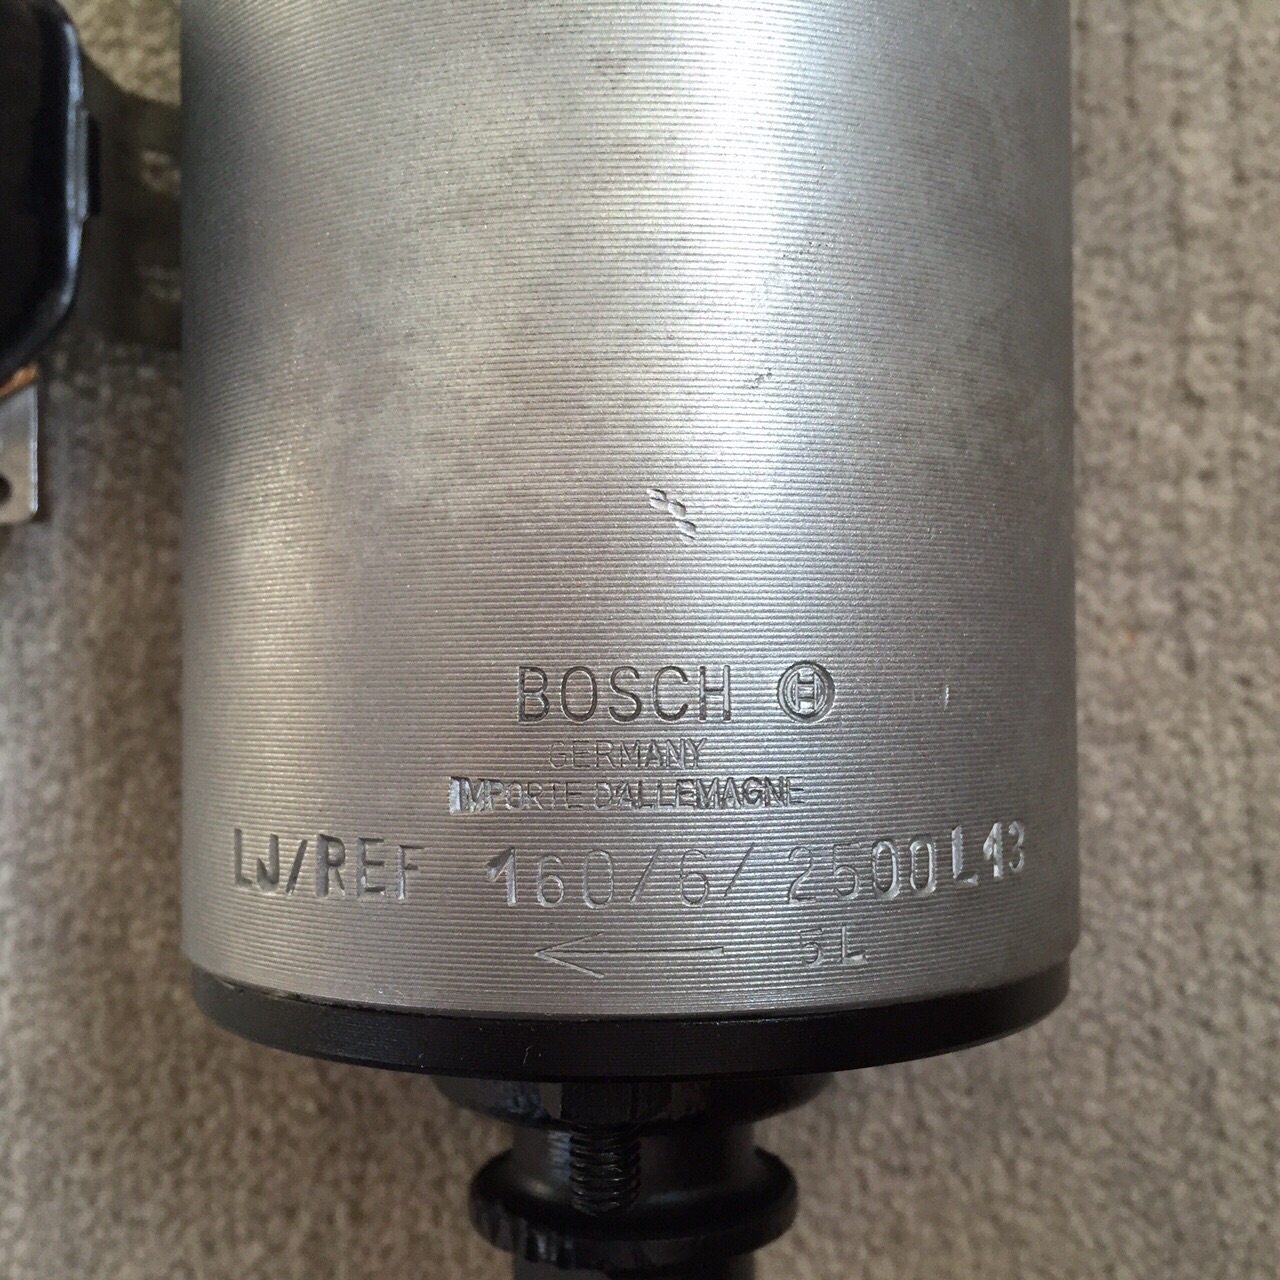 BOSCH
GERMANY
IMPORTE D'ALLEMAGNE
LJ/REF 160/6/2500L13
5L